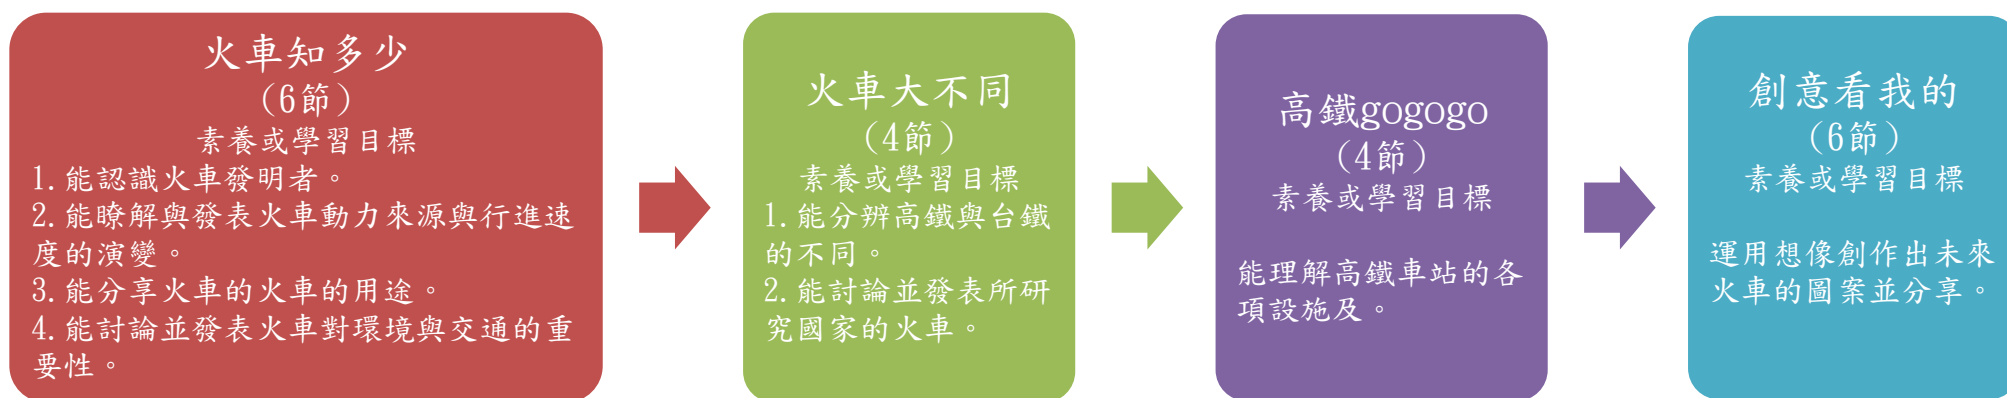 火車知多少
（6節）
素養或學習目標
1.能認識火車發明者。
2.能瞭解與發表火車動力來源與行進速
度的演變。
3.能分享火車的火車的用途。
4.能討論並發表火車對環境與交通的重
要性。
火車大不同
（4節）
素養或學習目標
1.能分辨高鐵與台鐵
的不同。
2.能討論並發表所研
究國家的火車。
高鐵gogogo
（4節）
素養或學習目標
能理解高鐵車站的各
項設施及。
創意看我的
（6節）
素養或學習目標
運用想像創作出未來
火車的圖案並分享。